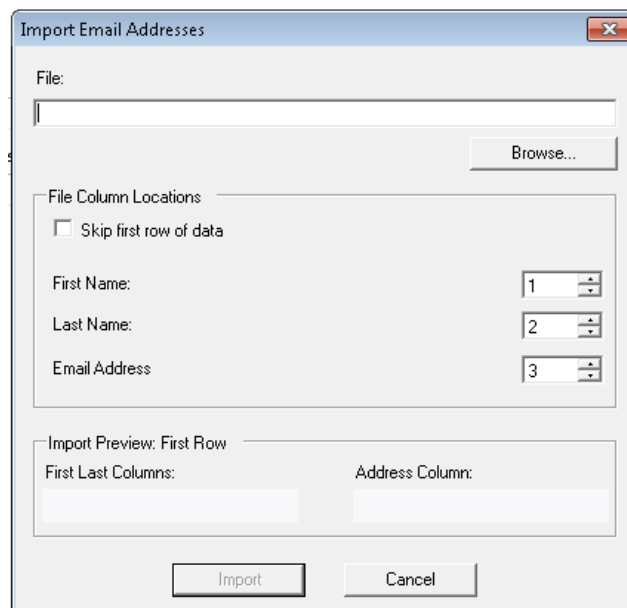 Import Email Addresses
File:
Browse...
File Column Locations
Skip first row of data
First Name:
1
Last Name:
2
Email Address
3
Import Preview: First Row
First Last Columns:
Address Column:
Import
Cancel